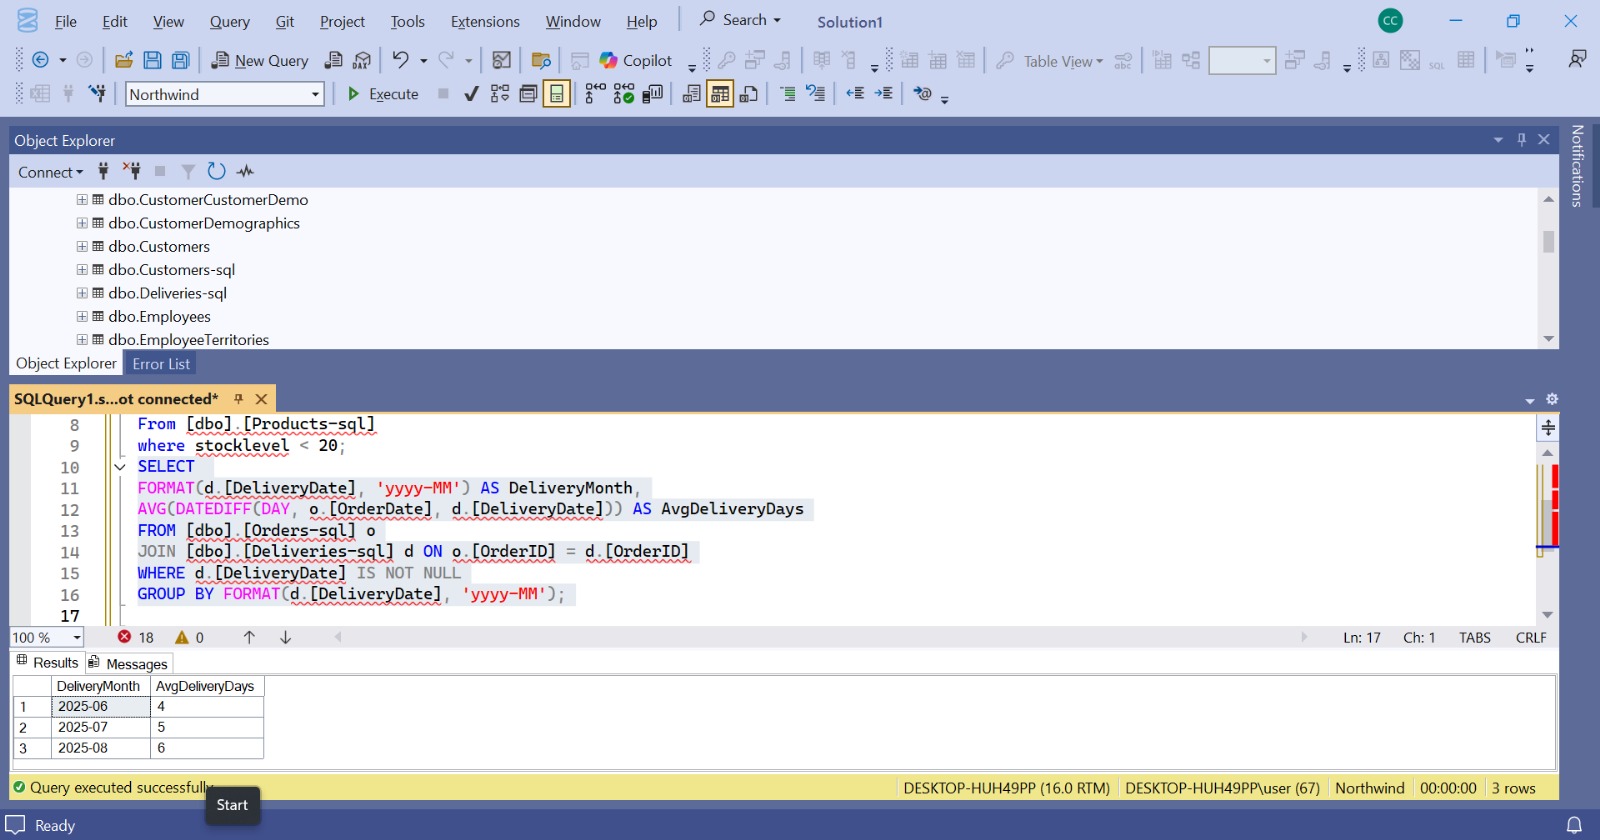 File Edit View Query Git Project Tools Extensions Window Help Search Solution1 CC
New Query DAX Copilot Table View abc SQL
Northwind Execute
Notifications
Object Explorer
Connect
dbo.CustomerCustomerDemo
dbo.CustomerDemographics
dbo.Customers
dbo.Customers-sql
dbo.Deliveries-sql
dbo.Employees
dbo.EmployeeTerritories
Object Explorer Error List
SQLQuery1.s...ot connected*
8 From [dbo].[Products-sql]
9 where stocklevel < 20;
10 SELECT
11 FORMAT(d.[DeliveryDate], 'yyyy-MM') AS DeliveryMonth,
12 AVG(DATEDIFF(DAY, o.[OrderDate], d.[DeliveryDate])) AS AvgDeliveryDays
13 FROM [dbo].[Orders-sql] o
14 JOIN [dbo].[Deliveries-sql] d ON o.[OrderID] = d.[OrderID]
15 WHERE d.[DeliveryDate] IS NOT NULL
16 GROUP BY FORMAT(d.[DeliveryDate], 'yyyy-MM');
17
100 % 18 0 Ln: 17 Ch: 1 TABS CRLF
Results Messages
DeliveryMonth AvgDeliveryDays
1 2025-06 4
2 2025-07 5
3 2025-08 6
Query executed successfully DESKTOP-HUH49PP (16.0 RTM) DESKTOP-HUH49PP\user (67) Northwind 00:00:00 3 rows
Start
Ready